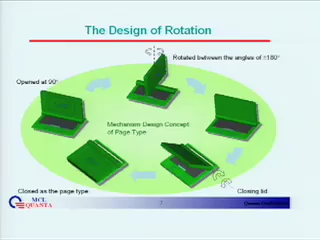 The Design of Rotation
Rotated between the angles of ±180°
Opened at 90°
Mechanism Design Concept
of Page Type
Closed as the page type
Closing lid
MCL
QUANTA
7